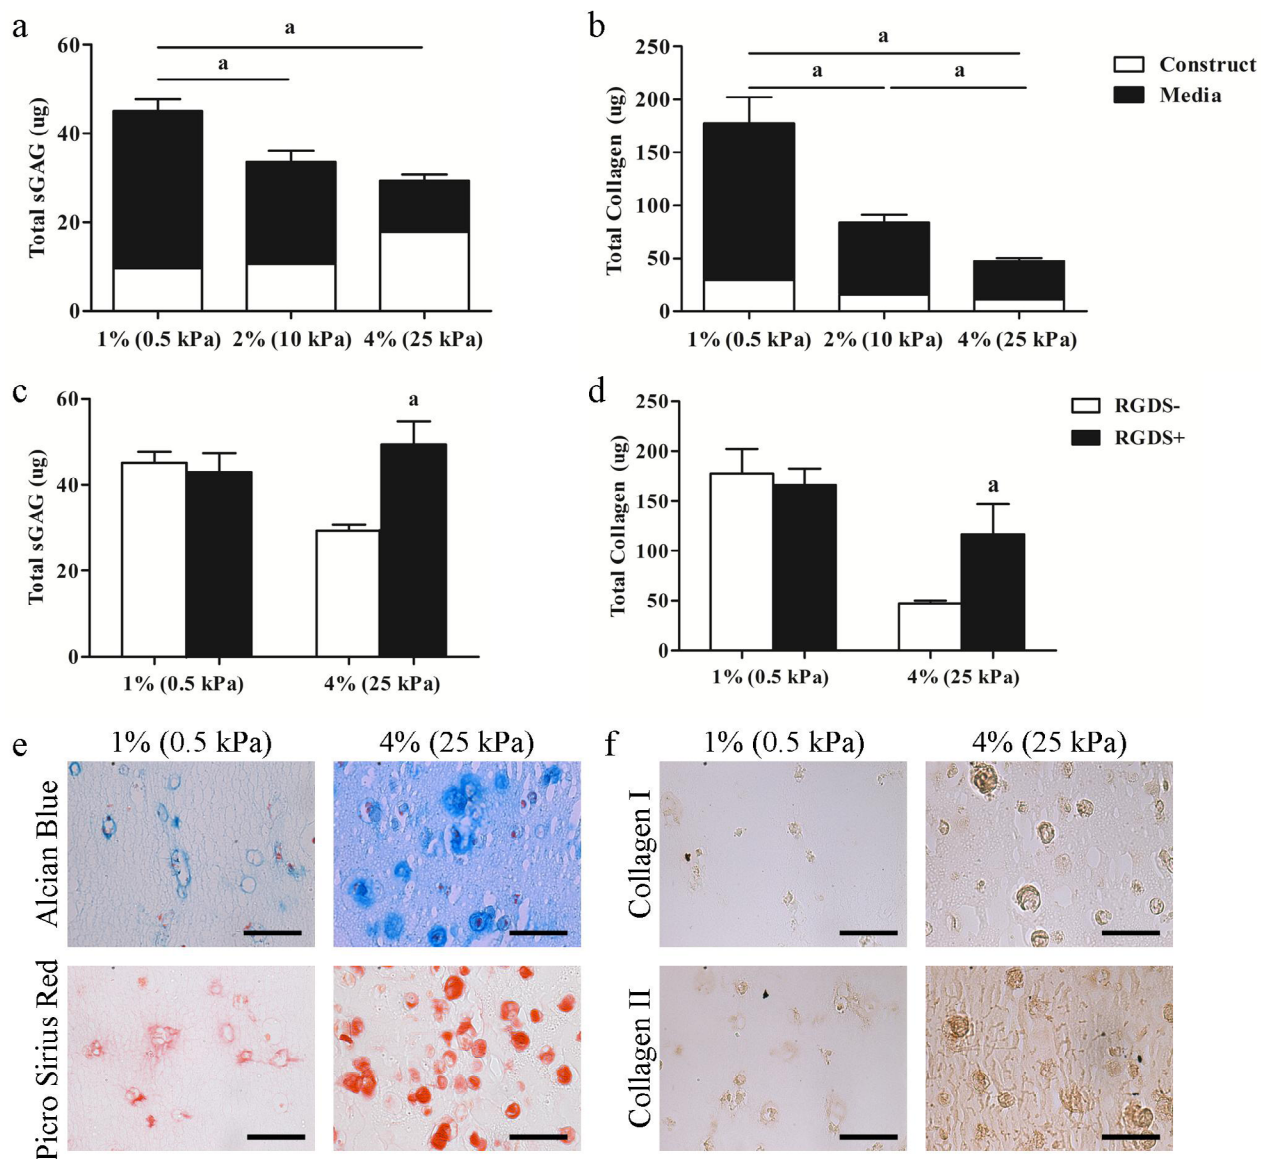 a
b
a
a
60
40
20
0
Total sGAG (ug)
1% (0.5 kPa) 2% (10 kPa) 4% (25 kPa)
a
a
a
250
200
150
100
50
0
Total Collagen (ug)
1% (0.5 kPa) 2% (10 kPa) 4% (25 kPa)
Construct
Media
c
d
a
60
40
20
0
Total sGAG (ug)
1% (0.5 kPa) 4% (25 kPa)
a
250
200
150
100
50
0
Total Collagen (ug)
1% (0.5 kPa) 4% (25 kPa)
RGDS-
RGDS+
e
1% (0.5 kPa) 4% (25 kPa)
Alcian Blue
Picro Sirius Red
f
1% (0.5 kPa) 4% (25 kPa)
Collagen I
Collagen II